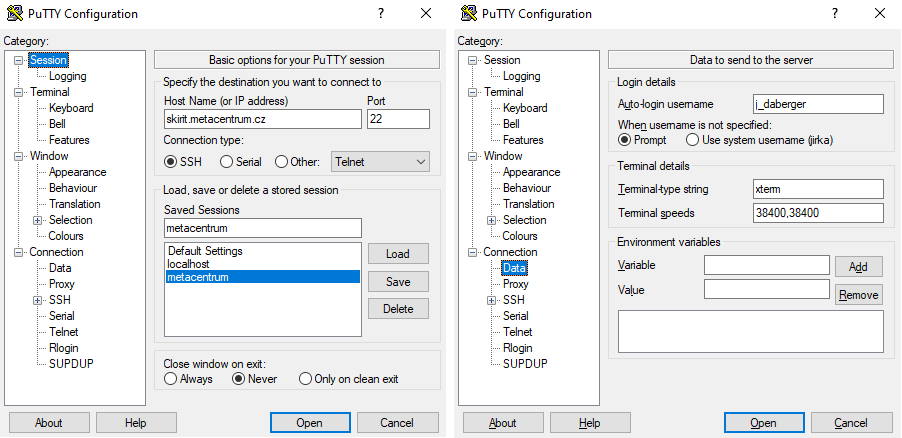 PuTTY Configuration
?
Category:
Session
Logging
Terminal
Keyboard
Bell
Features
Window
Appearance
Behaviour
Translation
Selection
Colours
Connection
Data
Proxy
SSH
Serial
Telnet
Rlogin
SUPDUP
Basic options for your PuTTY session
Specify the destination you want to connect to
Host Name (or IP address) Port
skirit.metacentrum.cz 22
Connection type:
SSH Serial Other: Telnet
Load, save or delete a stored session
Saved Sessions
metacentrum
Default Settings
localhost
metacentrum
Load
Save
Delete
Close window on exit:
Always Never Only on clean exit
About Help Open Cancel
PuTTY Configuration
?
Category:
Session
Logging
Terminal
Keyboard
Bell
Features
Window
Appearance
Behaviour
Translation
Selection
Colours
Connection
Data
Proxy
SSH
Serial
Telnet
Rlogin
SUPDUP
Data to send to the server
Login details
Auto-login username j_daberger
When username is not specified:
Prompt Use system username (jirka)
Terminal details
Terminal-type string xterm
Terminal speeds 38400,38400
Environment variables
Variable Add
Value Remove
About Help Open Cancel